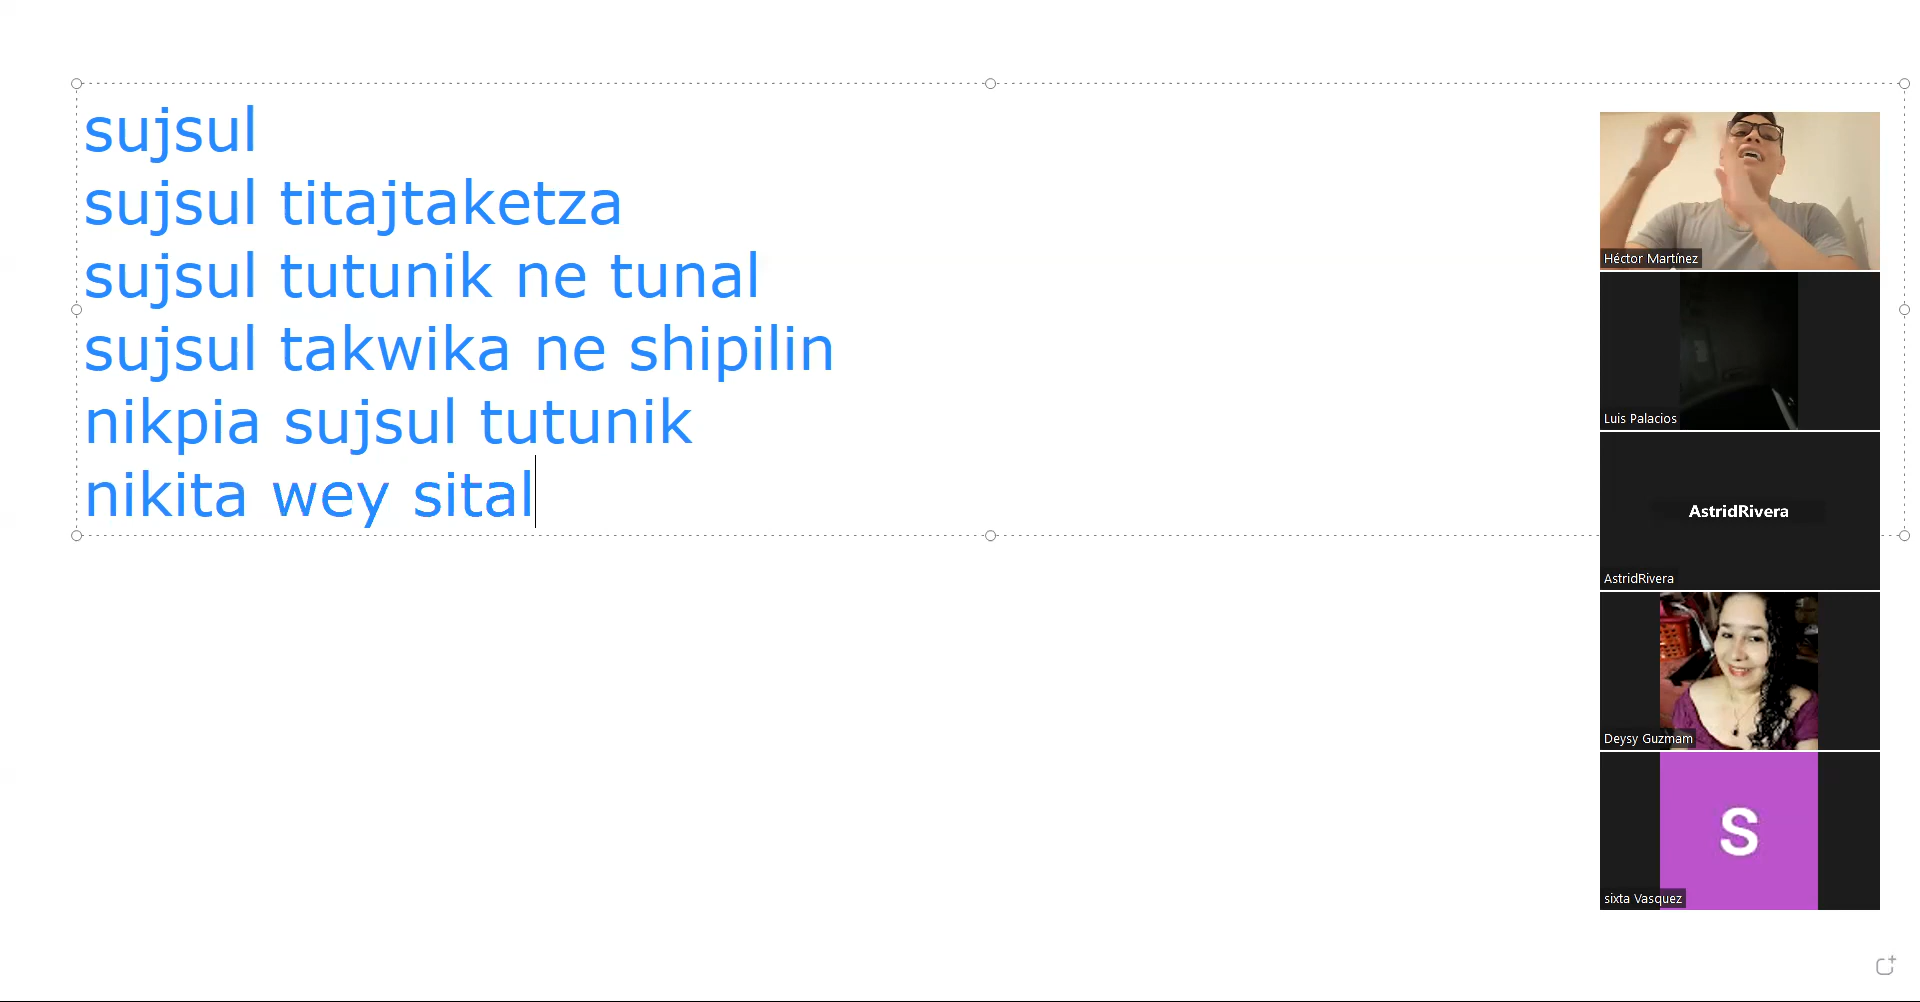 sujsul
sujsul titajtaketza
sujsul tutunik ne tunal
sujsul takwika ne shipilin
nikpia sujsul tutunik
nikita wey sital
Héctor Martínez
Luis Palacios
AstridRivera
AstridRivera
Deysy Guzmam
S
sixta Vasquez